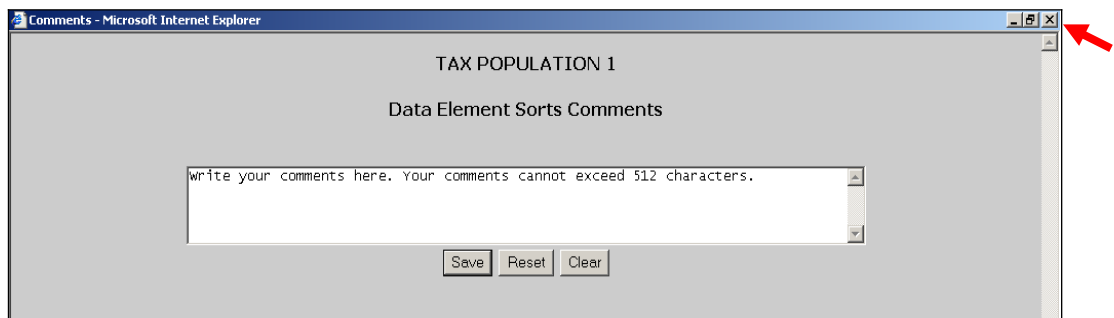 Comments - Microsoft Internet Explorer
TAX POPULATION 1
Data Element Sorts Comments
Write your comments here. Your comments cannot exceed 512 characters.
Save Reset Clear